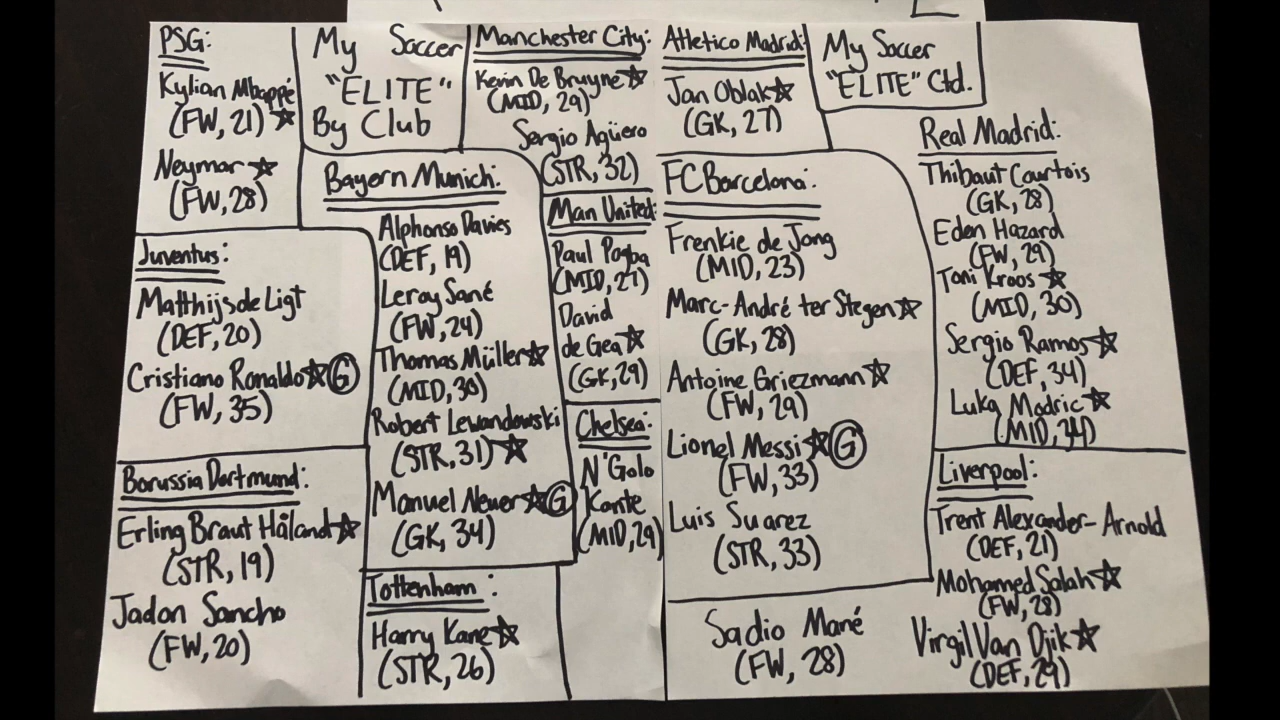 PSG:
Kylian Mbappé
(FW, 21) ☆
Neymar ☆
(FW, 28)
My Soccer
"ELITE"
By Club
Manchester City:
Kevin De Bruyne ☆
(MID, 29)
Sergio Agüero
(STR, 32)
Atletico Madrid:
Jan Oblak ☆
(GK, 27)
My Soccer
"ELITE" Ctd.
Juventus:
Matthijs de Ligt
(DEF, 20)
Cristiano Ronaldo ☆ G
(FW, 35)
Bayern Munich:
Alphonso Davies
(DEF, 19)
Leroy Sané
(FW, 24)
Thomas Müller ☆
(MID, 30)
Robert Lewandowski
(STR, 31) ☆
Manuel Neuer ☆ G
(GK, 34)
Man United:
Paul Pogba
(MID, 27)
David
de Gea ☆
(GK, 29)
Chelsea:
N'Golo
Kante
(MID, 29)
Borussia Dortmund:
Erling Braut Håland ☆
(STR, 19)
Jadon Sancho
(FW, 20)
Tottenham:
Harry Kane ☆
(STR, 26)
FC Barcelona:
Frenkie de Jong
(MID, 23)
Marc-André ter Stegen ☆
(GK, 28)
Antoine Griezmann ☆
(FW, 29)
Lionel Messi ☆ G
(FW, 33)
Luis Suarez
(STR, 33)
Real Madrid:
Thibaut Courtois
(GK, 28)
Eden Hazard
(FW, 29)
Toni Kroos ☆
(MID, 30)
Sergio Ramos ☆
(DEF, 34)
Luka Modric ☆
(MID, 34)
Liverpool:
Trent Alexander-Arnold
(DEF, 21)
Mohamed Salah ☆
(FW, 28)
Virgil Van Djik ☆
(DEF, 29)
Sadio Mané
(FW, 28)